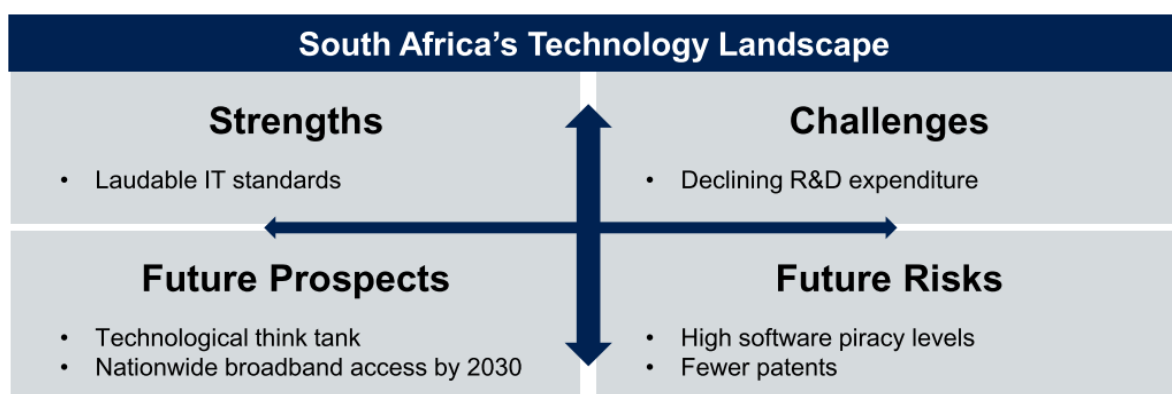 South Africa’s Technology Landscape
Strengths
• Laudable IT standards
Challenges
• Declining R&D expenditure
Future Prospects
• Technological think tank
• Nationwide broadband access by 2030
Future Risks
• High software piracy levels
• Fewer patents